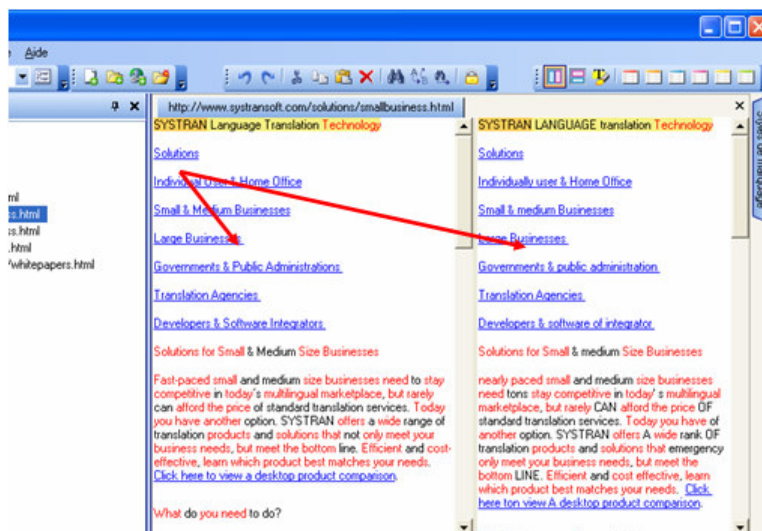 Aide
http://www.systransoft.com/solutions/smallbusiness.html
SYSTRAN Language Translation Technology
Solutions
Individual User & Home Office
Small & Medium Businesses
Large Businesses
Governments & Public Administrations
Translation Agencies
Developers & Software Integrators
Solutions for Small & Medium Size Businesses
Fast-paced small and medium size businesses need to stay
competitive in today's multilingual marketplace, but rarely
can afford the price of standard translation services. Today
you have another option. SYSTRAN offers a wide range of
translation products and solutions that not only meet your
business needs, but meet the bottom line. Efficient and cost-
effective, learn which product best matches your needs.
Click here to view a desktop product comparison.
What do you need to do?
SYSTRAN LANGUAGE translation Technology
Solutions
Individually user & Home Office
Small & medium Businesses
Large Businesses
Governments & public administration
Translation Agencies
Developers & software of integrator
Solutions for Small & medium Size Businesses
nearly paced small and medium size businesses
need tons stay competitive in today' s multilingual
marketplace, but rarely CAN afford the price OF
standard translation services. Today you have of
another option. SYSTRAN offers A wide rank OF
translation products and solutions that emergency
only meet your business needs, but meet the
bottom LINE. Efficient and cost effective, learn
which product best matches your needs. Click
here ton view A desktop product comparison.
ml
ss.html
ss.html
.html
/whitepapers.html